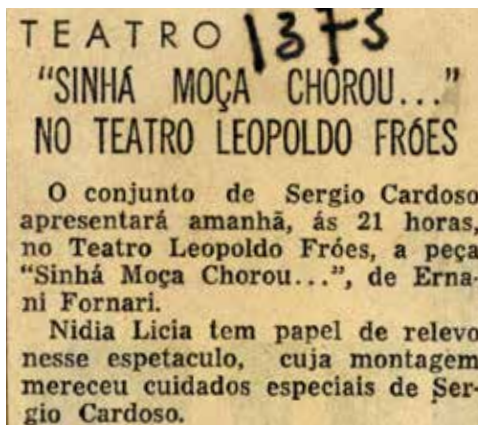 TEATRO 1373
"SINHÁ MOÇA CHOROU..."
NO TEATRO LEOPOLDO FRÓES
O conjunto de Sergio Cardoso
apresentará amanhã, ás 21 horas,
no Teatro Leopoldo Fróes, a peça
"Sinhá Moça Chorou...", de Erna-
ni Fornari.
Nidia Licia tem papel de relevo
nesse espetaculo, cuja montagem
mereceu cuidados especiais de Ser-
gio Cardoso.